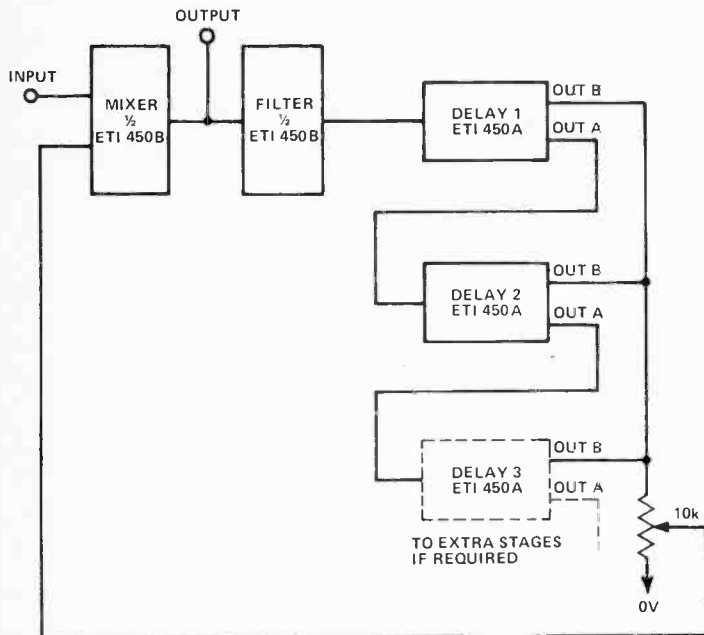 OUTPUT
INPUT
MIXER
½
ETI 450B
FILTER
½
ETI 450B
DELAY 1
ETI 450A
OUT B
OUT A
DELAY 2
ETI 450A
OUT B
OUT A
DELAY 3
ETI 450A
OUT B
OUT A
TO EXTRA STAGES
IF REQUIRED
10k
0V